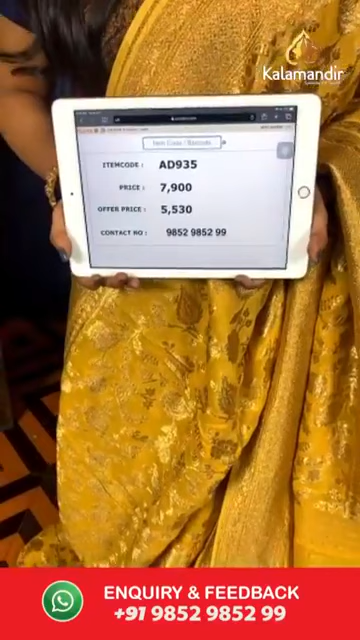 Kalamandir
Item Code / Barcode
ITEMCODE : AD935
PRICE : 7,900
OFFER PRICE : 5,530
CONTACT NO : 9852 9852 99
ENQUIRY & FEEDBACK
+91 9852 9852 99